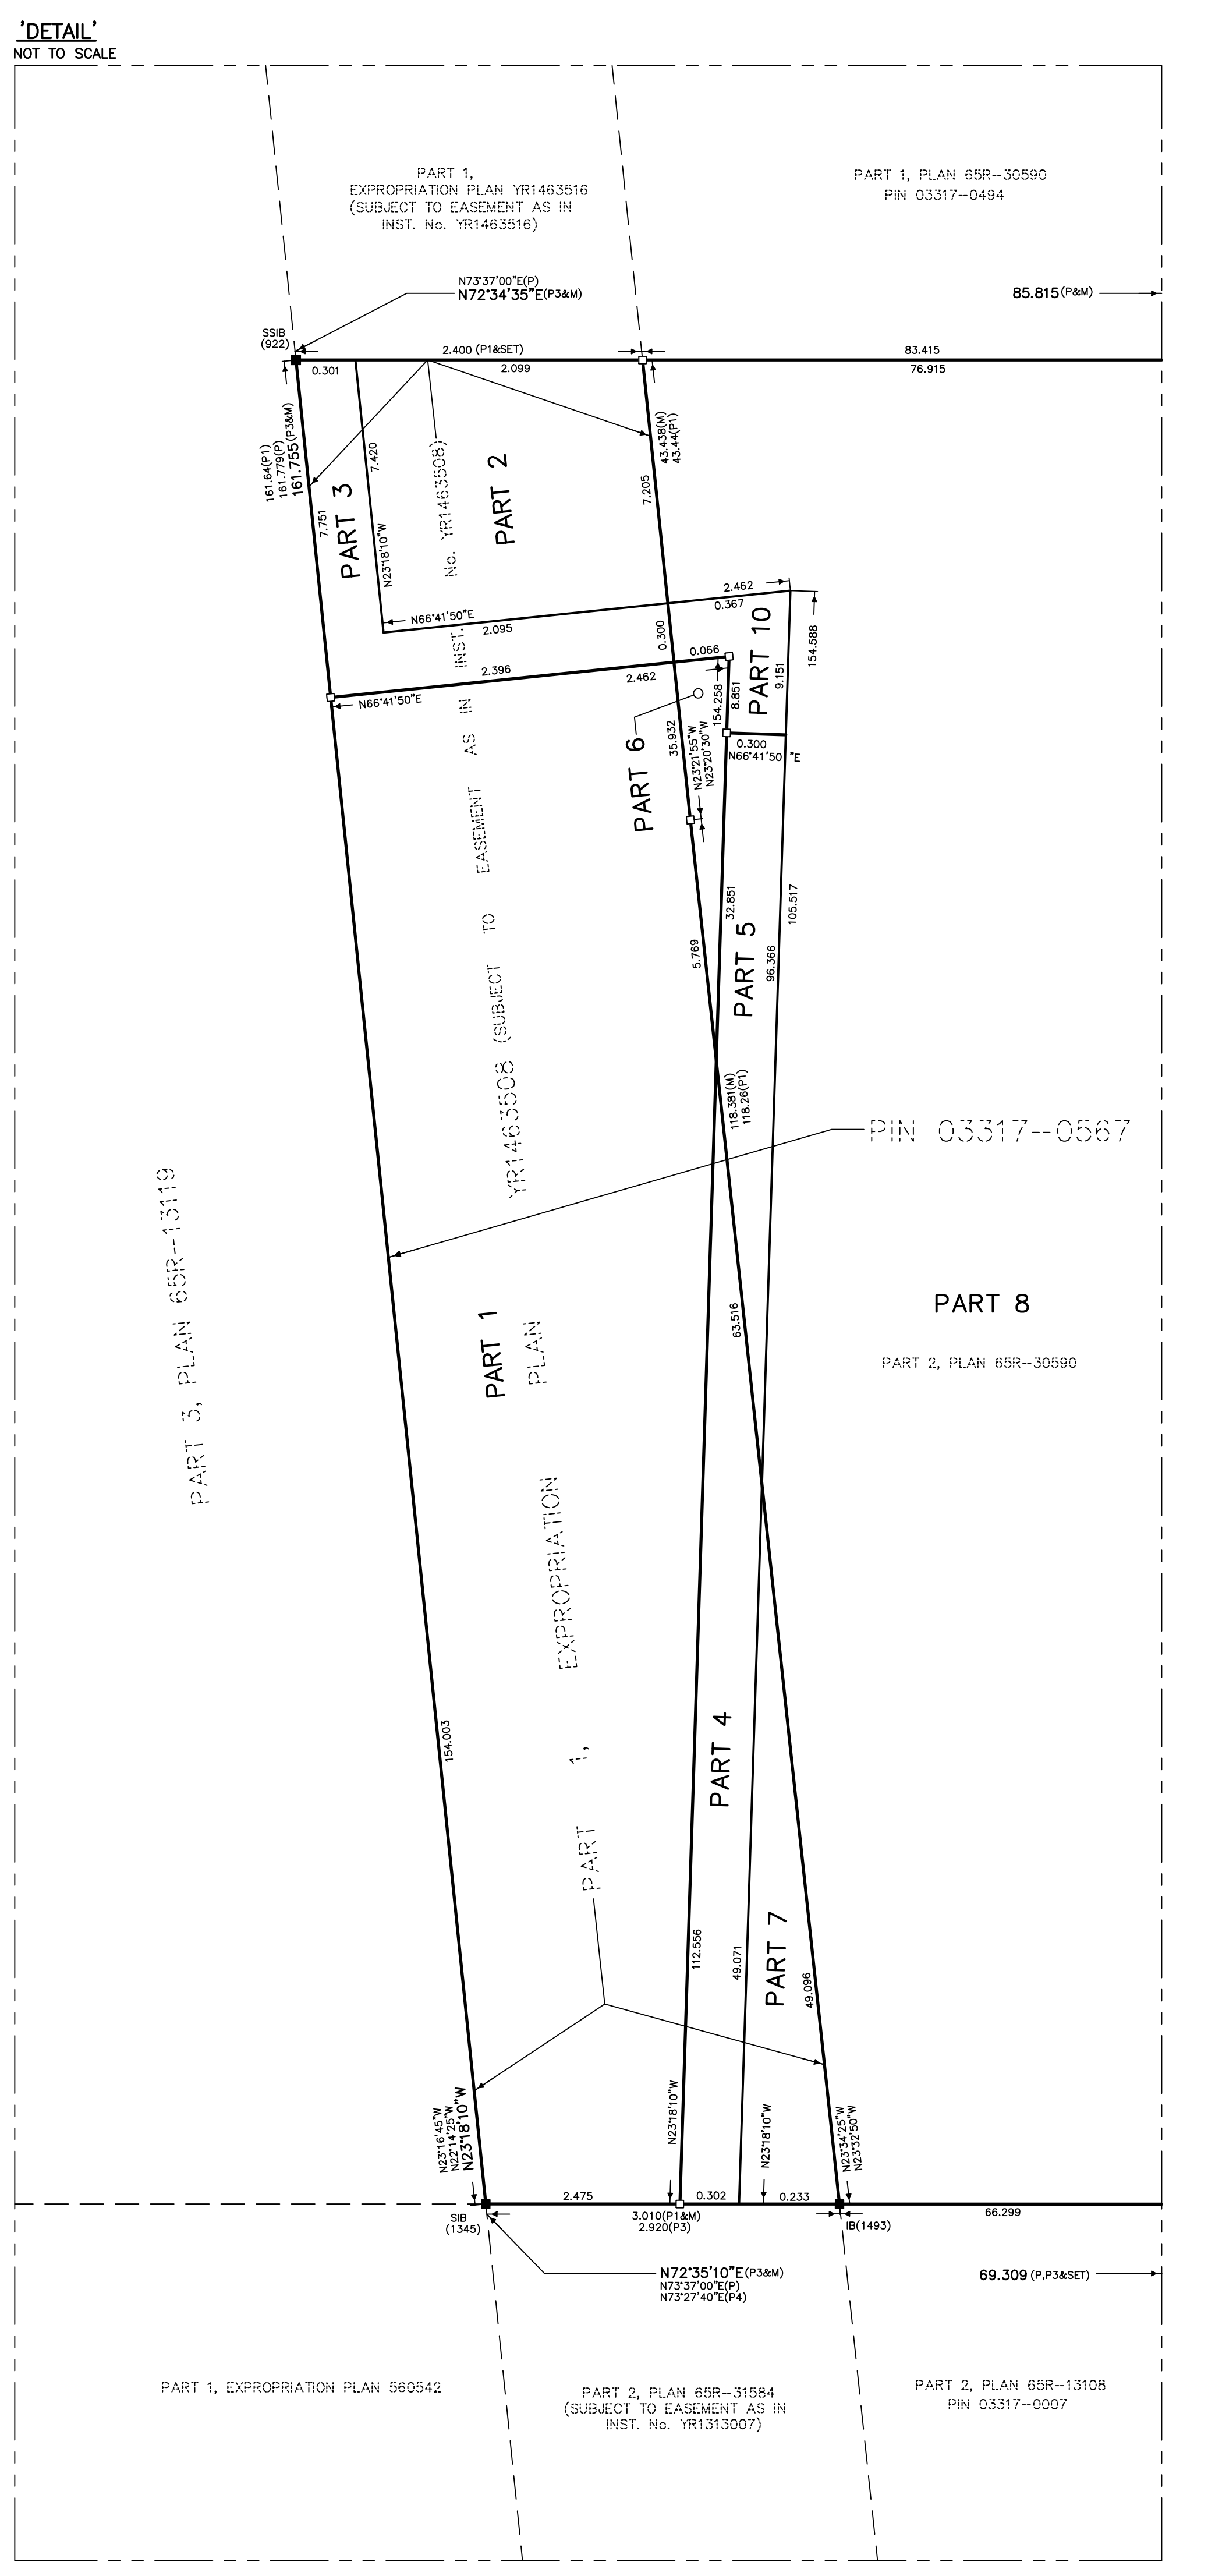 'DETAIL'
NOT TO SCALE
PART 1,
EXPROPRIATION PLAN YR1463516
(SUBJECT TO EASEMENT AS IN
INST. No. YR1463516)
PART 1, PLAN 65R--30590
PIN 03317--0494
N73°37'00"E(P)
N72°34'35"E(P3&M)
85.815(P&M)
SSIB
(922)
2.400 (P1&SET)
83.415
0.301
2.099
76.915
161.64(P1)
161.779(P)
161.755(P3&M)
7.751
PART 3
7.420
N23°18'10"W
No. YR1463508)
PART 2
43.438(M)
43.44(P1)
7.205
2.462
0.367
N66°41'50"E
2.095
INST.
0.300
0.066
PART 10
154.588
2.396
2.462
154.258
8.851
9.151
N66°41'50"E
IN
AS
PART 6
35.932
N23°21'55"W
N23°20'30"W
0.300
N66°41'50 "E
EASEMENT
32.851
105.517
TO
PART 5
5.769
96.366
YR1463508 (SUBJECT
118.381(M)
118.26(P1)
PIN 03317--0567
PART 3, PLAN 65R--13119
PART 8
63.516
PART 2, PLAN 65R--30590
PART 1
PLAN
EXPROPRIATION
154.003
1,
PART 4
PART
112.556
49.071
PART 7
49.096
N23°16'45"W
N22°14'25"W
N23°18'10"W
N23°18'10"W
N23°18'10"W
N23°34'25"W
N23°32'50"W
2.475
0.302
0.233
SIB
(1345)
3.010(P1&M)
2.920(P3)
IB(1493)
66.299
N72°35'10"E(P3&M)
N73°37'00"E(P)
N73°27'40"E(P4)
69.309 (P,P3&SET)
PART 1, EXPROPRIATION PLAN 560542
PART 2, PLAN 65R--31584
(SUBJECT TO EASEMENT AS IN
INST. No. YR1313007)
PART 2, PLAN 65R--13108
PIN 03317--0007